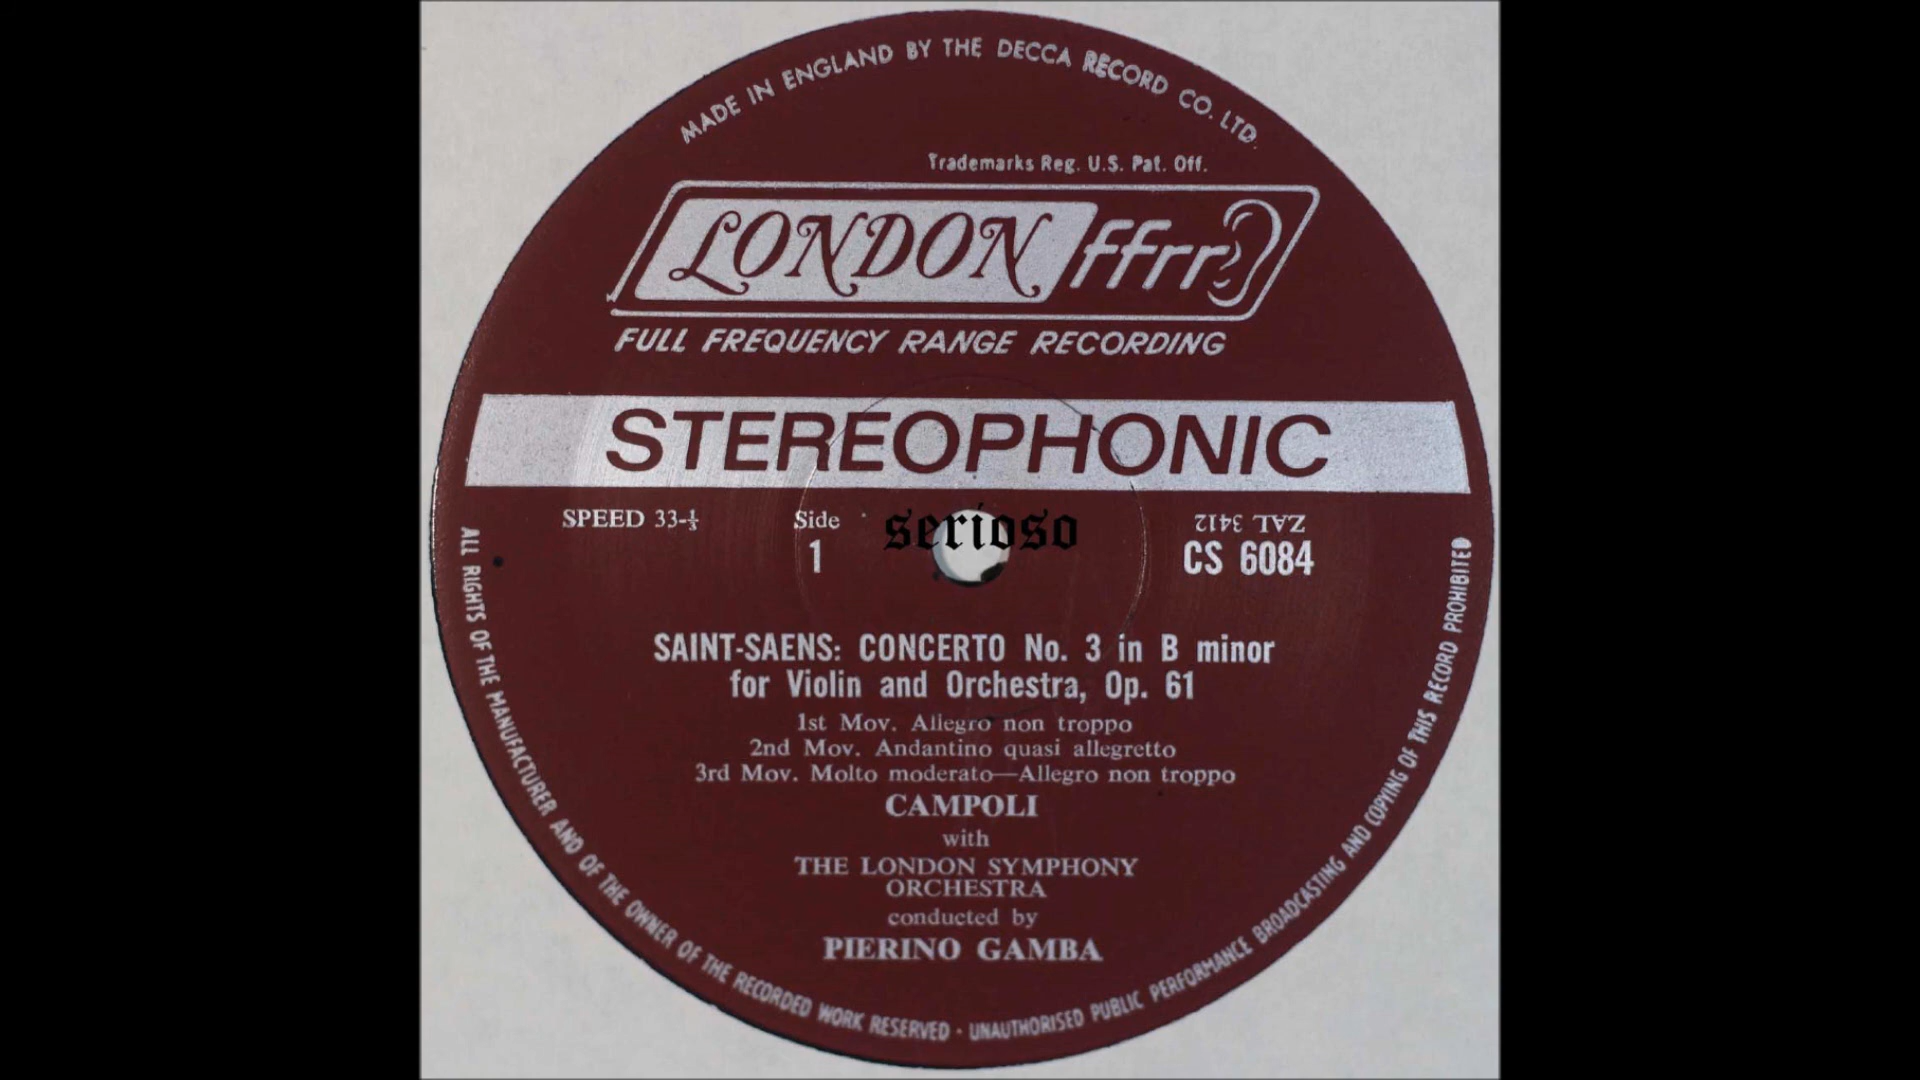 MADE IN ENGLAND BY THE DECCA RECORD CO. LTD.
Trademarks Reg. U.S. Pat. Off.
LONDON ffrr
FULL FREQUENCY RANGE RECORDING
STEREOPHONIC
SPEED 33-⅓
Side
1
serioso
ZAL 3412
CS 6084
SAINT-SAENS: CONCERTO No. 3 in B minor
for Violin and Orchestra, Op. 61
1st Mov. Allegro non troppo
2nd Mov. Andantino quasi allegretto
3rd Mov. Molto moderato—Allegro non troppo
CAMPOLI
with
THE LONDON SYMPHONY
ORCHESTRA
conducted by
PIERINO GAMBA
ALL RIGHTS OF THE MANUFACTURER AND OF THE OWNER OF THE RECORDED WORK RESERVED · UNAUTHORISED PUBLIC PERFORMANCE BROADCASTING AND COPYING OF THIS RECORD PROHIBITED